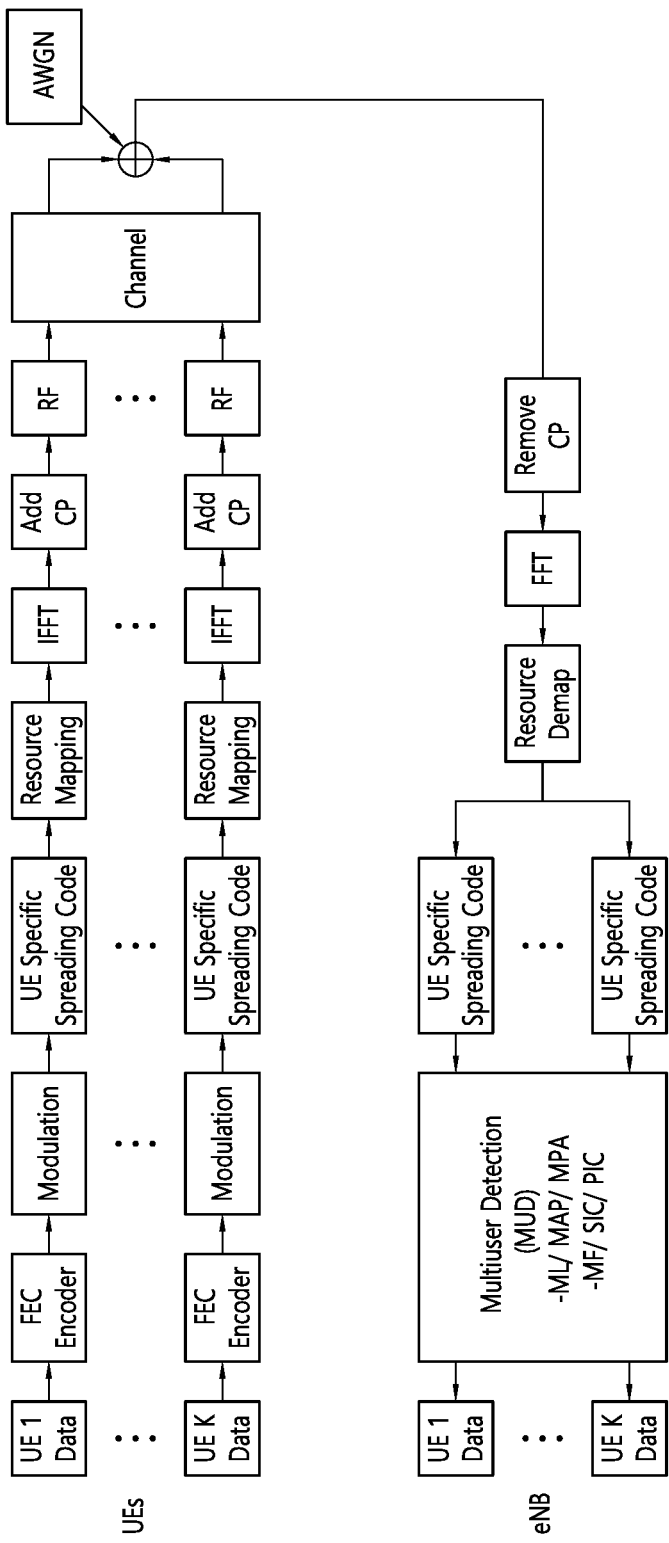 UEs
UE 1
Data
FEC
Encoder
Modulation
UE Specific
Spreading Code
Resource
Mapping
IFFT
Add
CP
RF
Channel
AWGN
UE K
Data
FEC
Encoder
Modulation
UE Specific
Spreading Code
Resource
Mapping
IFFT
Add
CP
RF
eNB
UE 1
Data
UE K
Data
Multiuser Detection
(MUD)
-ML/ MAP/ MPA
-MF/ SIC/ PIC
UE Specific
Spreading Code
UE Specific
Spreading Code
Resource
Demap
FFT
Remove
CP